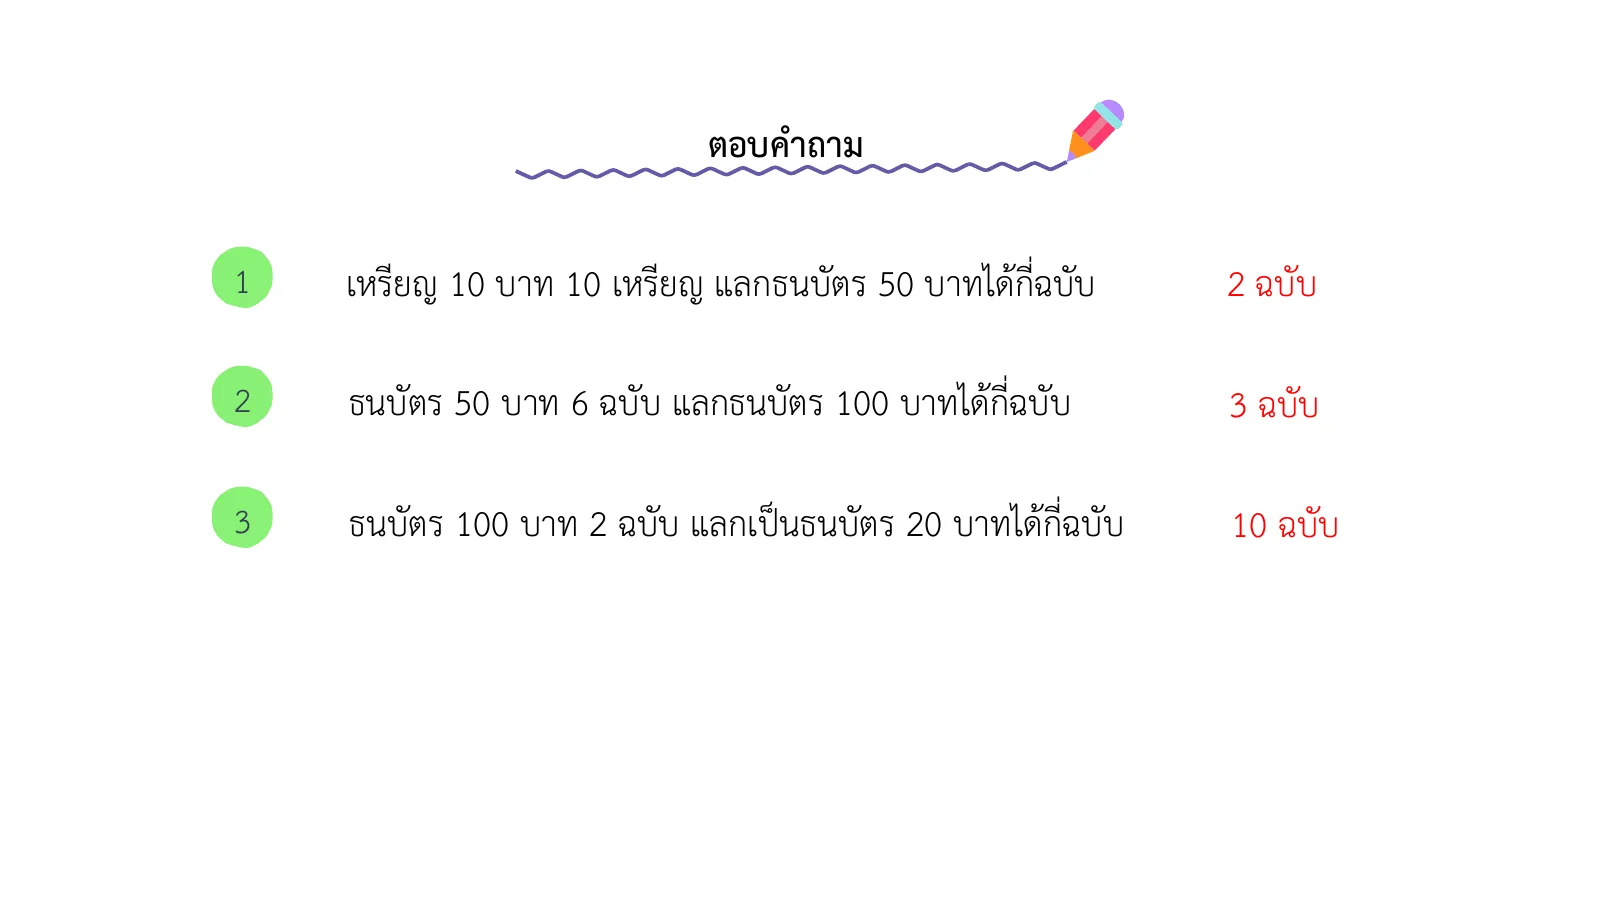 ตอบคำถาม
1 เหรียญ 10 บาท 10 เหรียญ แลกธนบัตร 50 บาทได้กี่ฉบับ 2 ฉบับ
2 ธนบัตร 50 บาท 6 ฉบับ แลกธนบัตร 100 บาทได้กี่ฉบับ 3 ฉบับ
3 ธนบัตร 100 บาท 2 ฉบับ แลกเป็นธนบัตร 20 บาทได้กี่ฉบับ 10 ฉบับ